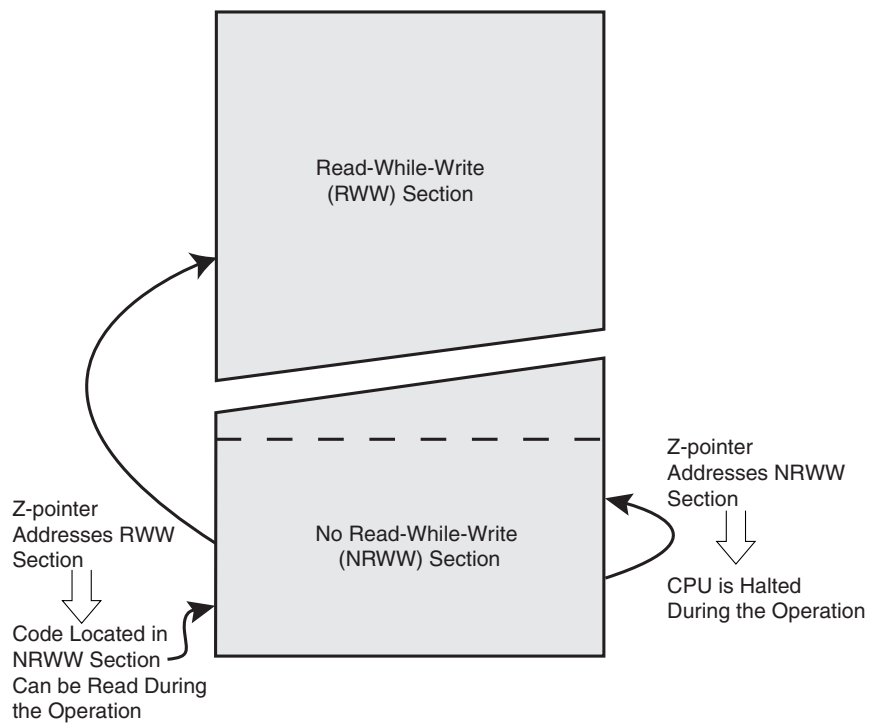 Read-While-Write
(RWW) Section
Z-pointer
Addresses NRWW
Section
Z-pointer
Addresses RWW
Section
No Read-While-Write
(NRWW) Section
CPU is Halted
During the Operation
Code Located in
NRWW Section
Can be Read During
the Operation